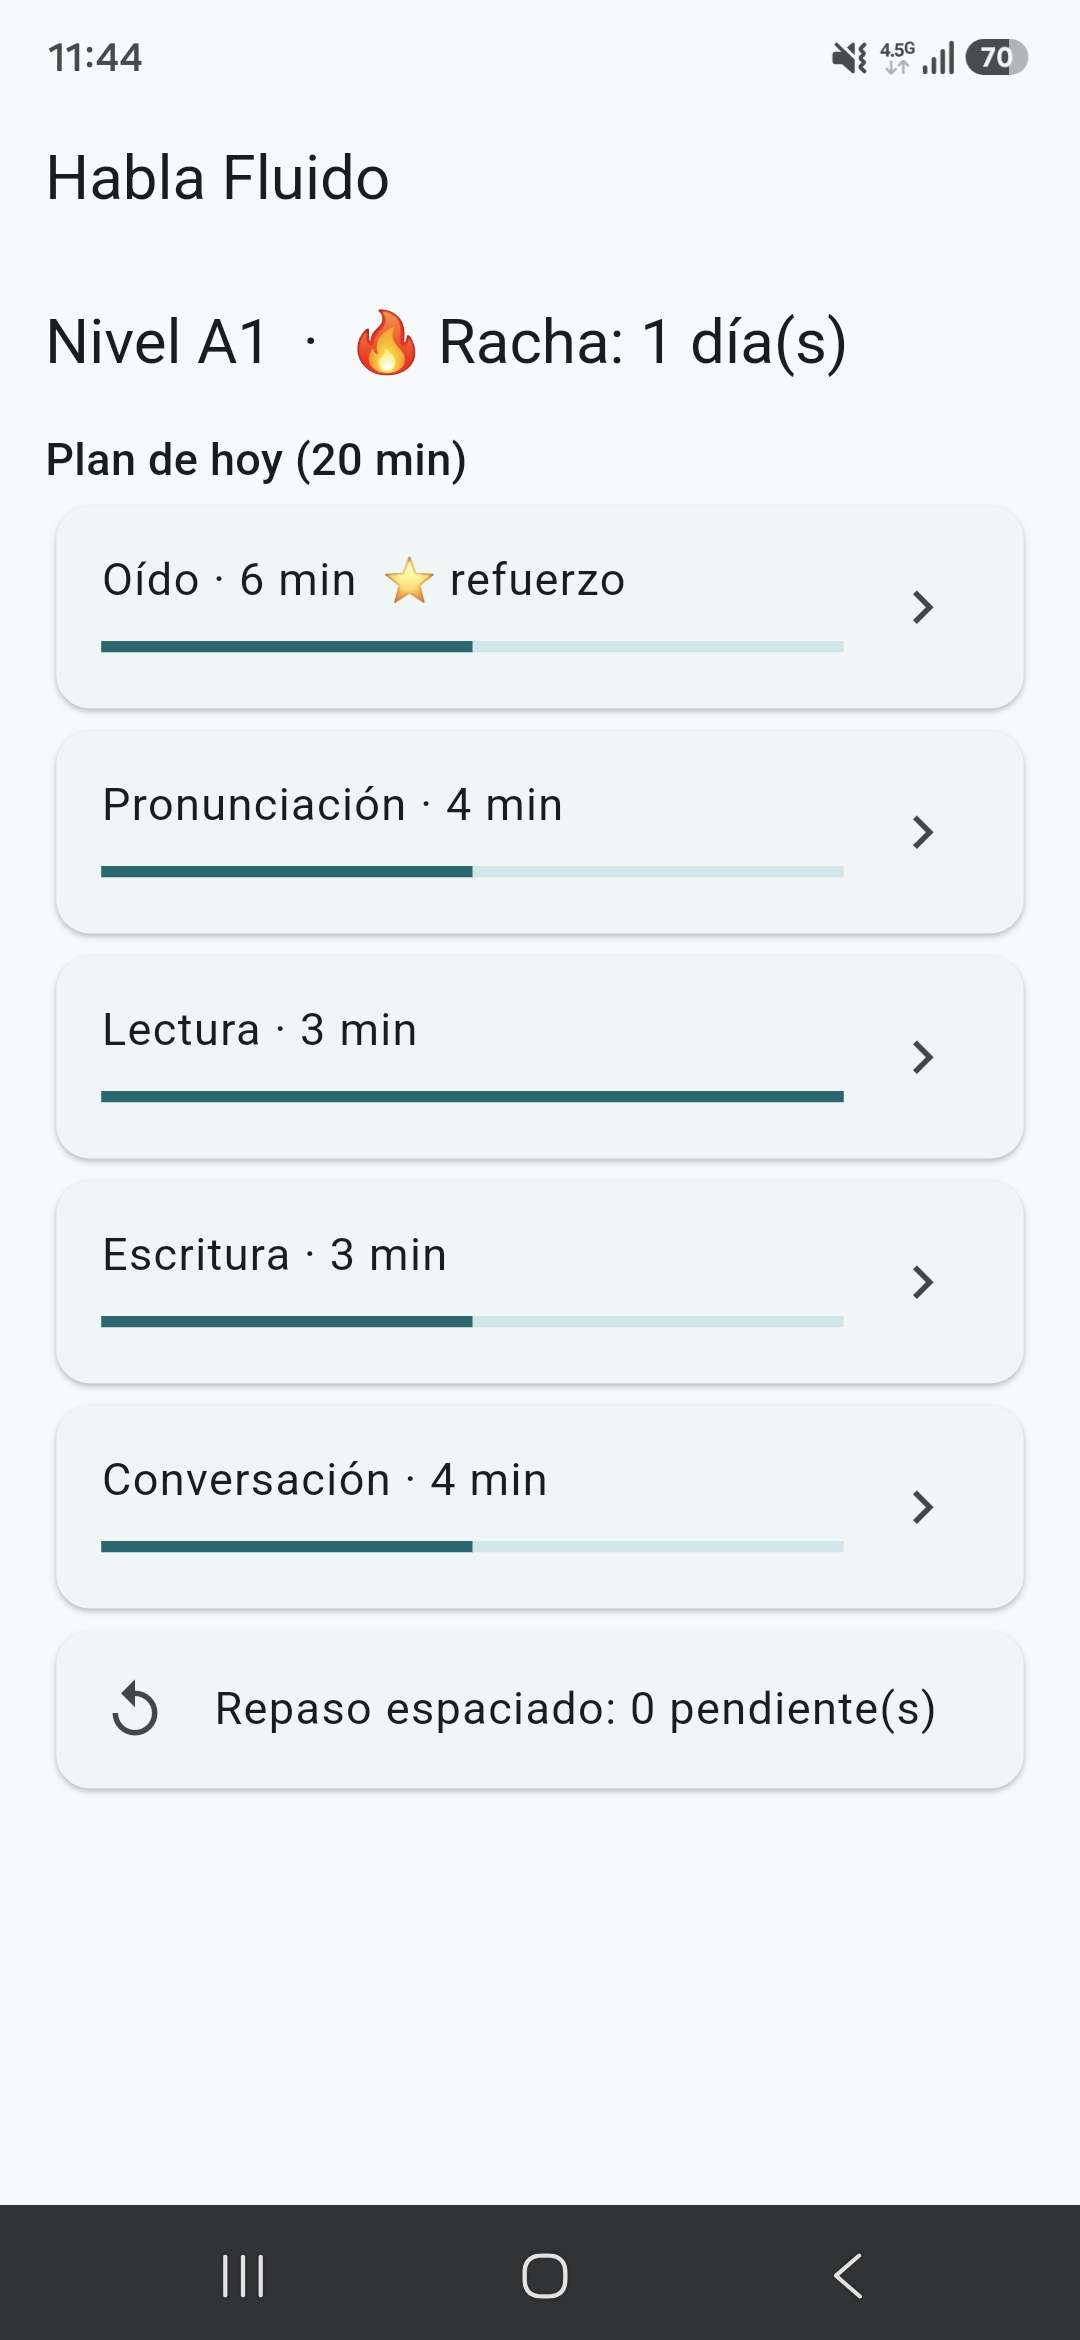 11:44
4.5G
70
Habla Fluido
Nivel A1 · 🔥 Racha: 1 día(s)
Plan de hoy (20 min)
Oído · 6 min ⭐ refuerzo
Pronunciación · 4 min
Lectura · 3 min
Escritura · 3 min
Conversación · 4 min
Repaso espaciado: 0 pendiente(s)